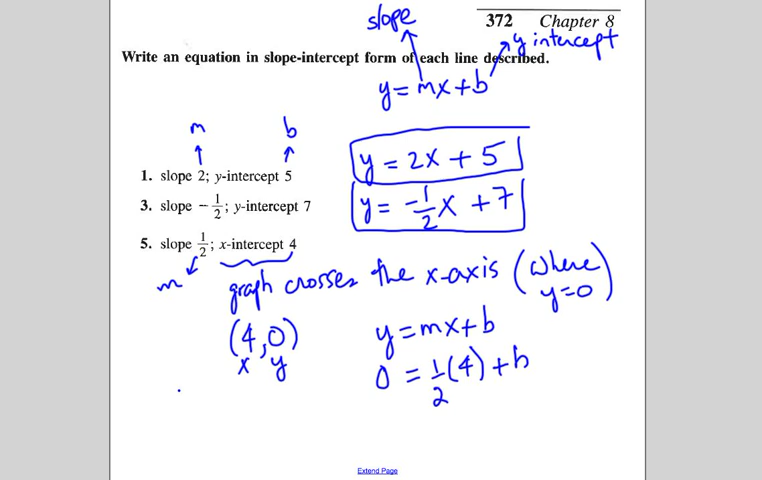 slope
372 Chapter 8
y intercept
Write an equation in slope-intercept form of each line described.
y = mx + b
m b
1. slope 2; y-intercept 5
y = 2x + 5
3. slope -1/2; y-intercept 7
y = -1/2 x + 7
5. slope 1/2; x-intercept 4
m
graph crosses the x-axis (where y=0)
(4,0)
x y
y = mx + b
0 = 1/2 (4) + b
Extend Page